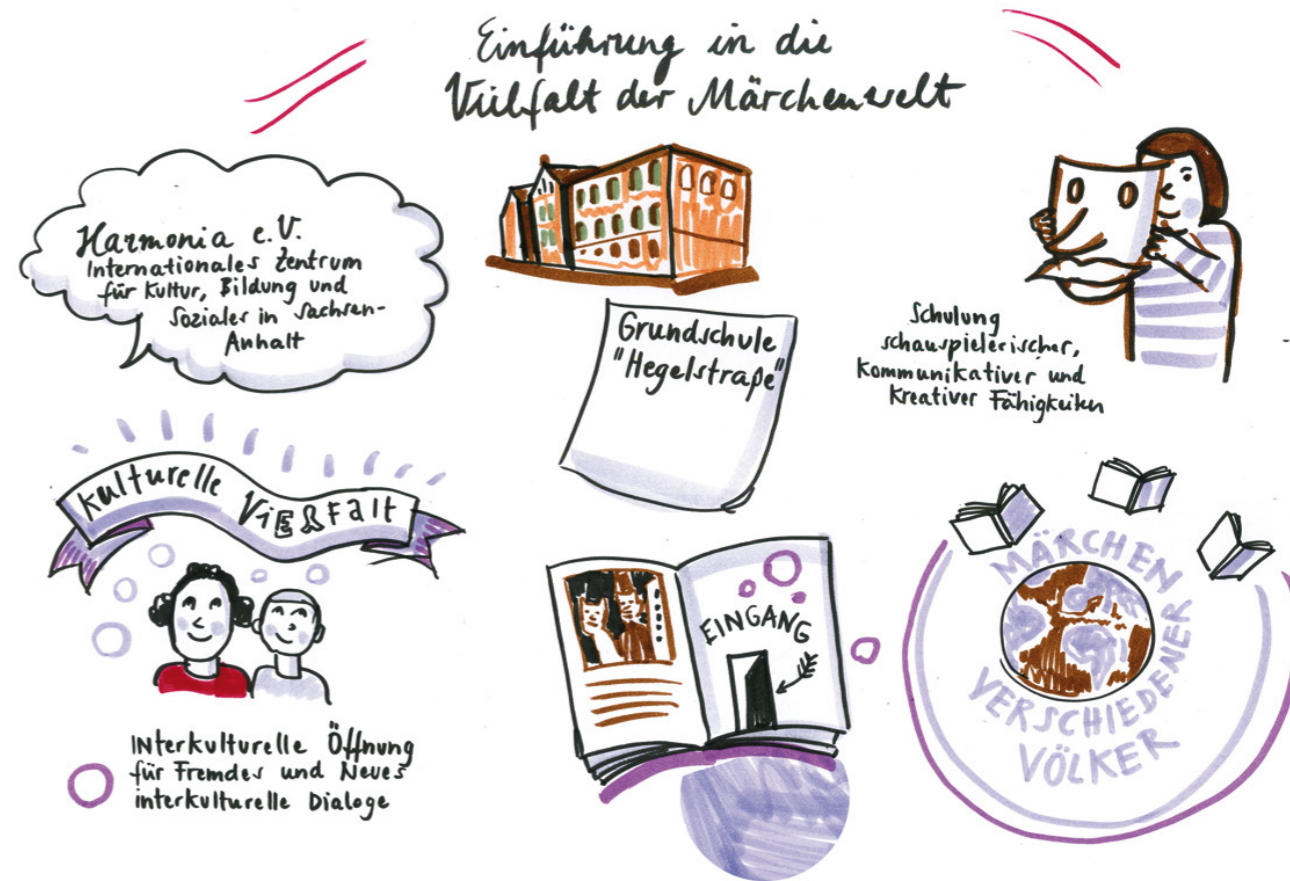 Einführung in die
Vielfalt der Märchenwelt
Harmonia e.V.
Internationales Zentrum
für Kultur, Bildung und
Soziales in Sachsen-
Anhalt
Grundschule
"Hegelstraße"
Schulung
schauspielerischer,
kommunikativer und
kreativer Fähigkeiten
Kulturelle Vielfalt
Interkulturelle Öffnung
für Fremdes und Neues
interkulturelle Dialoge
EINGANG
MÄRCHEN
VERSCHIEDENER
VÖLKER